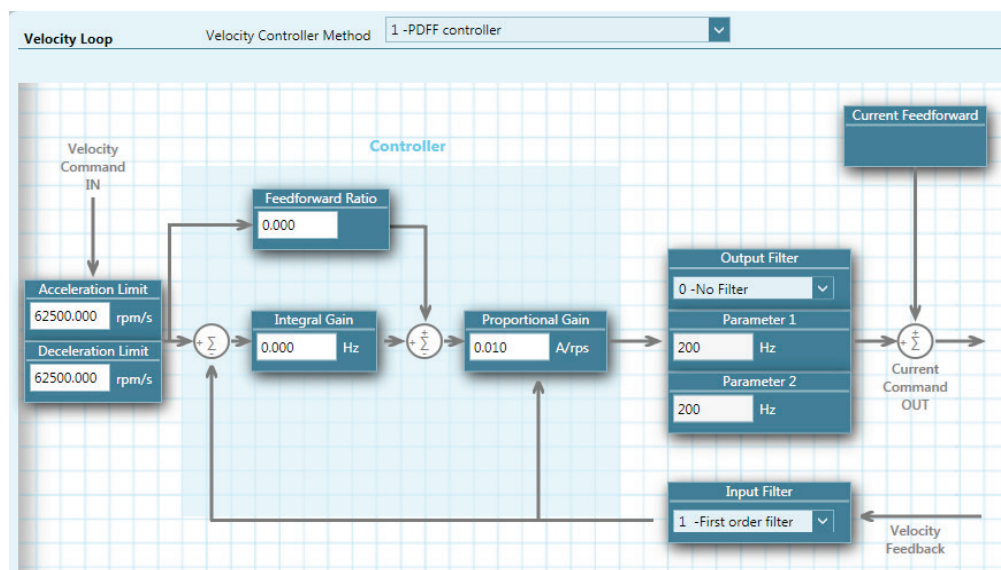 Velocity Loop
Velocity Controller Method
1 -PDFF controller
Current Feedforward
Controller
Velocity
Command
IN
Feedforward Ratio
0.000
Output Filter
0 -No Filter
Acceleration Limit
62500.000 rpm/s
Deceleration Limit
62500.000 rpm/s
+ Σ -
Integral Gain
0.000 Hz
± + Σ -
Proportional Gain
0.010 A/rps
Parameter 1
200 Hz
Parameter 2
200 Hz
± + Σ
Current
Command
OUT
Input Filter
1 -First order filter
Velocity
Feedback